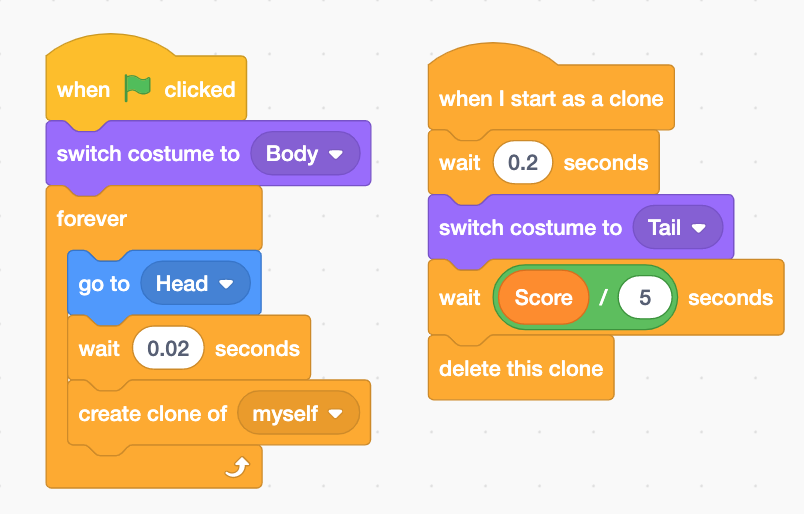 when clicked
switch costume to Body
forever
go to Head
wait 0.02 seconds
create clone of myself
when I start as a clone
wait 0.2 seconds
switch costume to Tail
wait Score / 5 seconds
delete this clone